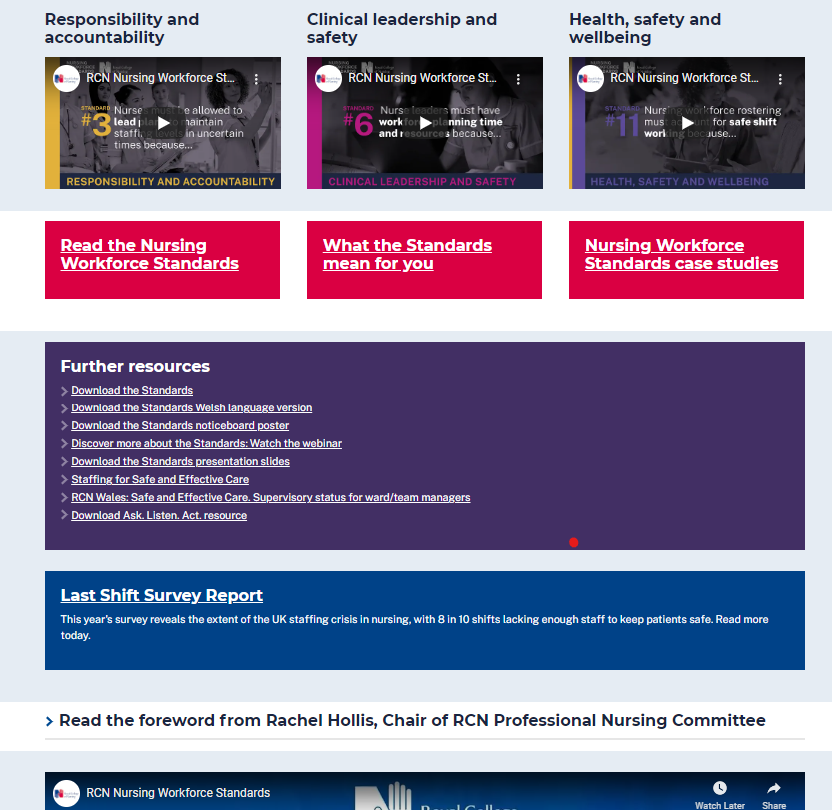 Responsibility and
accountability
Clinical leadership and
safety
Health, safety and
wellbeing
RCN Nursing Workforce St...
STANDARD
#3
Nurses must be allowed to
lead plan to maintain
staffing levels in uncertain
times because...
RESPONSIBILITY AND ACCOUNTABILITY
RCN Nursing Workforce St...
STANDARD
#6
Nurse leaders must have
workforce planning time
and resources because...
CLINICAL LEADERSHIP AND SAFETY
RCN Nursing Workforce St...
STANDARD
#11
Nursing workforce rostering
must account for safe shift
working because...
HEALTH, SAFETY AND WELLBEING
Read the Nursing
Workforce Standards
What the Standards
mean for you
Nursing Workforce
Standards case studies
Further resources
Download the Standards
Download the Standards Welsh language version
Download the Standards noticeboard poster
Discover more about the Standards: Watch the webinar
Download the Standards presentation slides
Staffing for Safe and Effective Care
RCN Wales: Safe and Effective Care. Supervisory status for ward/team managers
Download Ask. Listen. Act. resource
Last Shift Survey Report
This year's survey reveals the extent of the UK staffing crisis in nursing, with 8 in 10 shifts lacking enough staff to keep patients safe. Read more
today.
Read the foreword from Rachel Hollis, Chair of RCN Professional Nursing Committee
RCN Nursing Workforce Standards
Royal College
Watch Later
Share